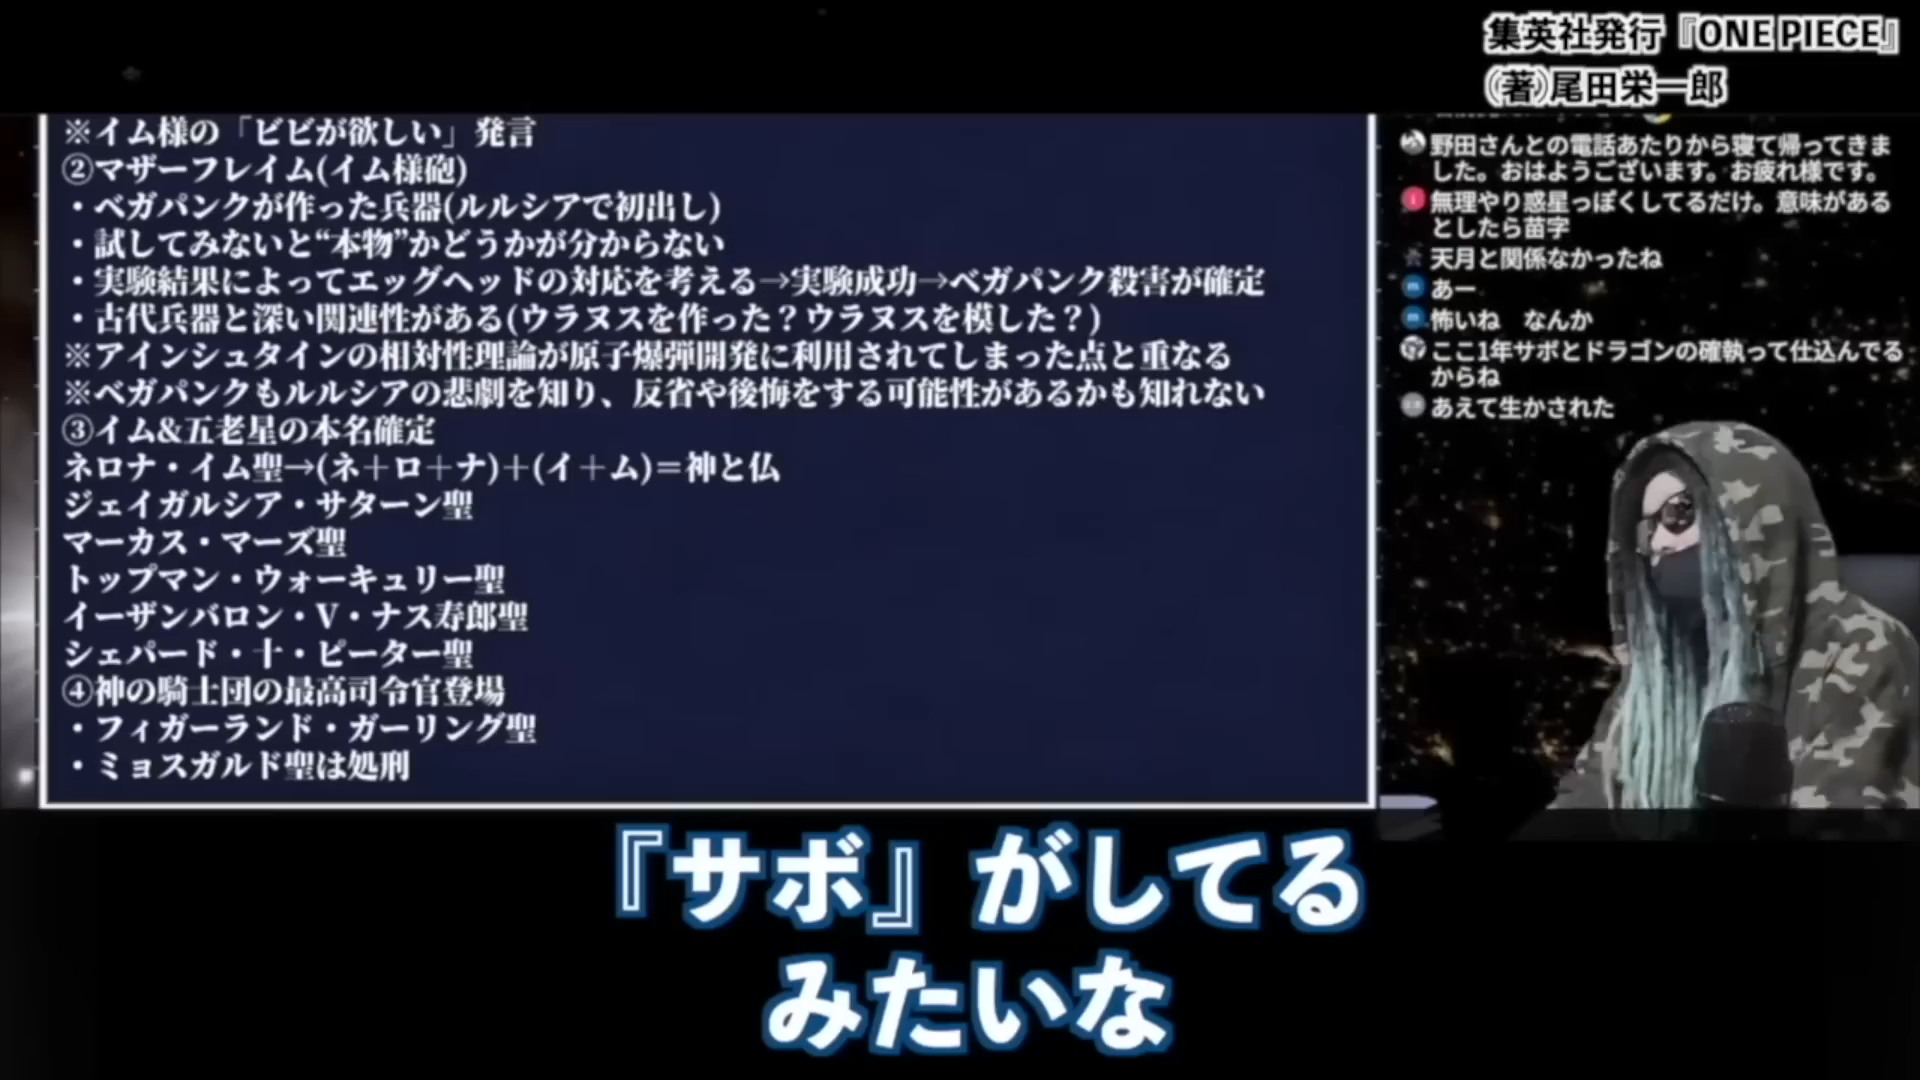 集英社発行『ONE PIECE』
(著)尾田栄一郎
※イム様の「ビビが欲しい」発言
②マザーフレイム(イム様砲)
・ベガパンクが作った兵器(ルルシアで初出し)
・試してみないと“本物”かどうかが分からない
・実験結果によってエッグヘッドの対応を考える→実験成功→ベガパンク殺害が確定
・古代兵器と深い関連性がある(ウラヌスを作った？ウラヌスを模した？)
※アインシュタインの相対性理論が原子爆弾開発に利用されてしまった点と重なる
※ベガパンクもルルシアの悲劇を知り、反省や後悔をする可能性があるかも知れない
③イム&五老星の本名確定
ネロナ・イム聖→(ネ＋ロ＋ナ)＋(イ＋ム)＝神と仏
ジェイガルシア・サターン聖
マーカス・マーズ聖
トップマン・ウォーキュリー聖
イーザンバロン・V・ナス寿郎聖
シェパード・十・ピーター聖
④神の騎士団の最高司令官登場
・フィガーランド・ガーリング聖
・ミョスガルド聖は処刑
野田さんとの電話あたりから寝て帰ってきま
した。おはようございます。お疲れ様です。
無理やり惑星っぽくしてるだけ。意味がある
としたら苗字
天月と関係なかったね
あー
怖いね　なんか
ここ1年サボとドラゴンの確執って仕込んでる
からね
あえて生かされた
『サボ』がしてる
みたいな